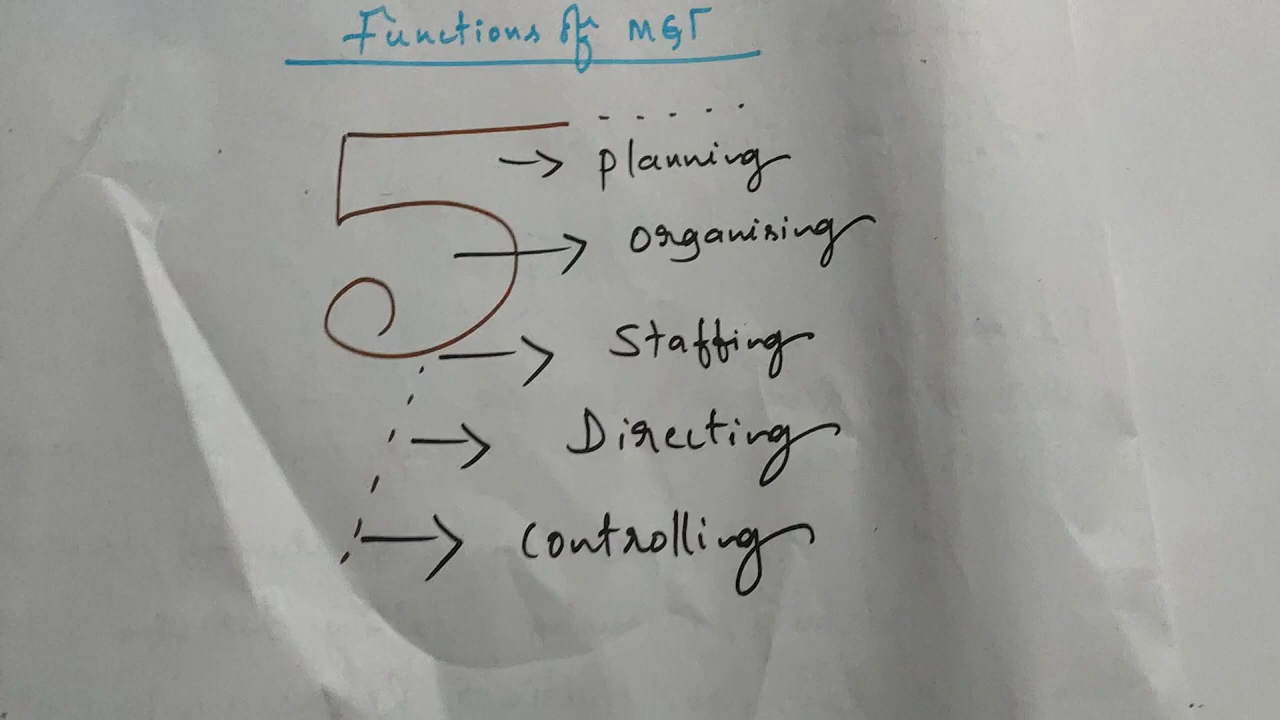 Functions of MGT
5
→ Planning
→ Organising
→ Staffing
→ Directing
→ Controlling